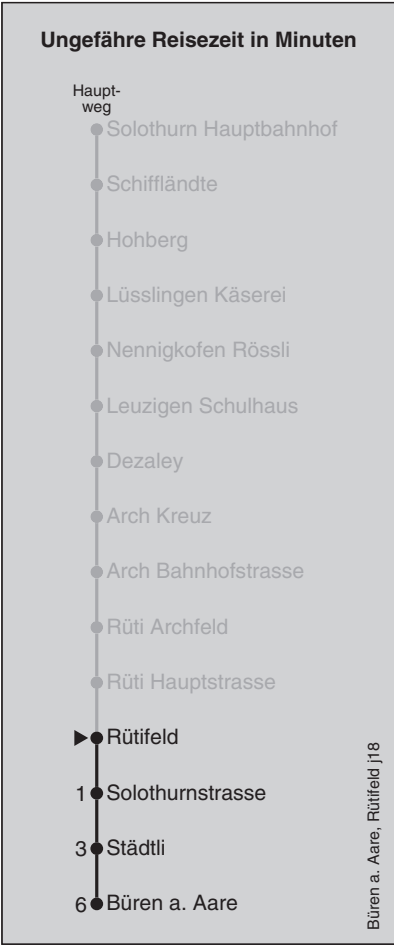 Ungefähre Reisezeit in Minuten
Haupt-
weg
Solothurn Hauptbahnhof
Schiffländte
Hohberg
Lüsslingen Käserei
Nennigkofen Rössli
Leuzigen Schulhaus
Dezaley
Arch Kreuz
Arch Bahnhofstrasse
Rüti Archfeld
Rüti Hauptstrasse
Rütifeld
1 Solothurnstrasse
3 Städtli
6 Büren a. Aare
Büren a. Aare, Rütifeld j18